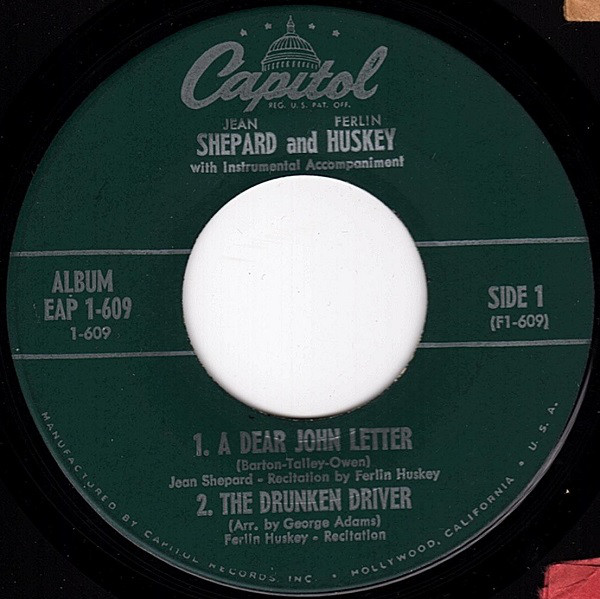 Capitol
REG. U.S. PAT. OFF.
JEAN FERLIN
SHEPARD and HUSKEY
with Instrumental Accompaniment
ALBUM
EAP 1-609
1-609
SIDE 1
(F1-609)
1. A DEAR JOHN LETTER
(Barton-Talley-Owen)
Jean Shepard - Recitation by Ferlin Huskey
2. THE DRUNKEN DRIVER
(Arr. by George Adams)
Ferlin Huskey - Recitation
MANUFACTURED BY CAPITOL RECORDS, INC. • HOLLYWOOD, CALIFORNIA • U.S.A.